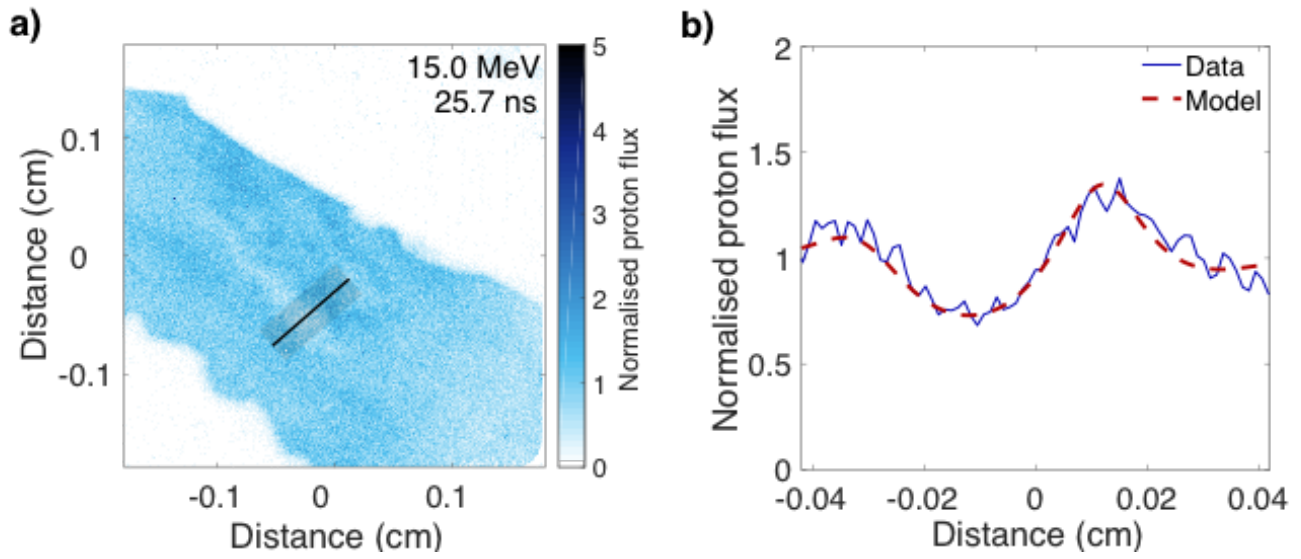 a)
15.0 MeV
25.7 ns
0.1
0
-0.1
Distance (cm)
-0.1
0
0.1
Distance (cm)
5
4
3
2
1
0
Normalised proton flux
b)
Data
Model
2
1.5
1
0.5
0
Normalised proton flux
-0.04
-0.02
0
0.02
0.04
Distance (cm)